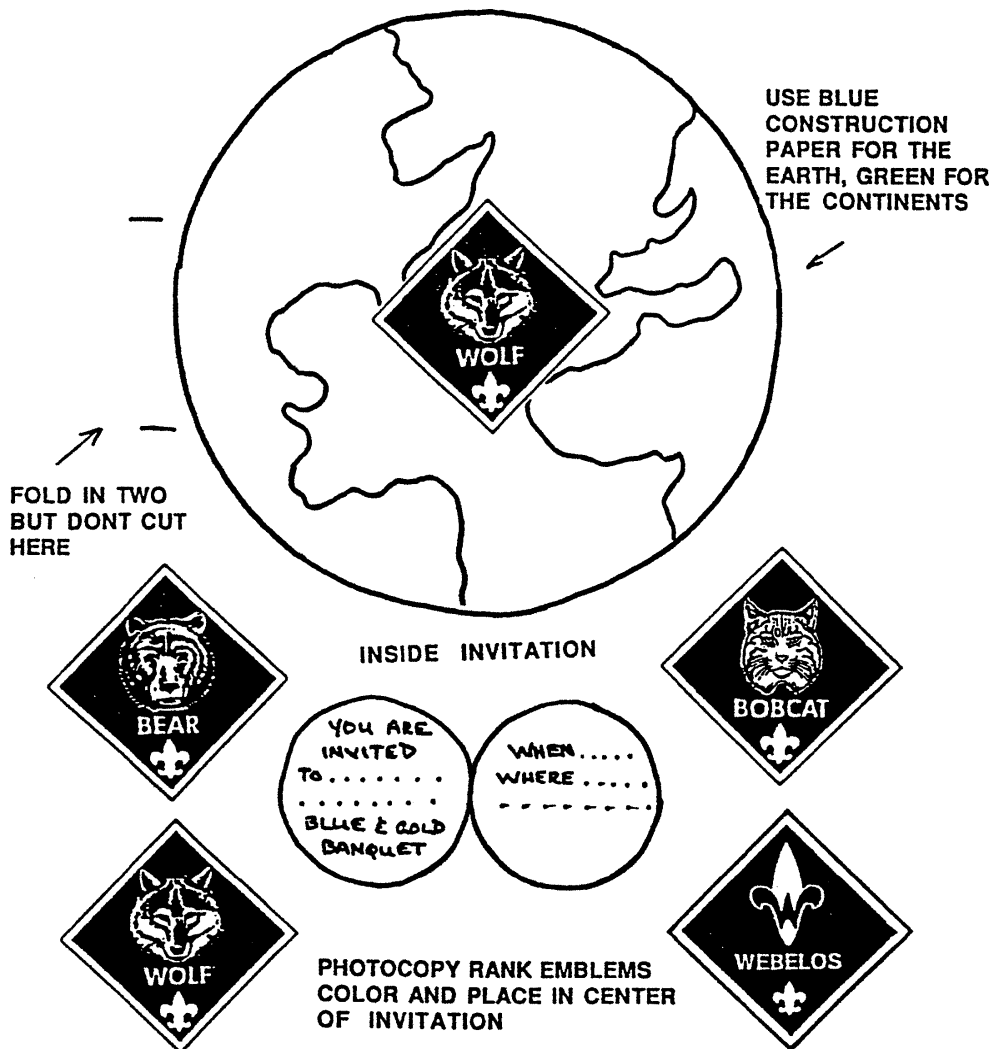 USE BLUE
CONSTRUCTION
PAPER FOR THE
EARTH, GREEN FOR
THE CONTINENTS
WOLF
FOLD IN TWO
BUT DONT CUT
HERE
INSIDE INVITATION
BEAR
BOBCAT
YOU ARE
INVITED
TO.......
........
BLUE & GOLD
BANQUET
WHEN.....
WHERE.....
WOLF
WEBELOS
PHOTOCOPY RANK EMBLEMS
COLOR AND PLACE IN CENTER
OF INVITATION